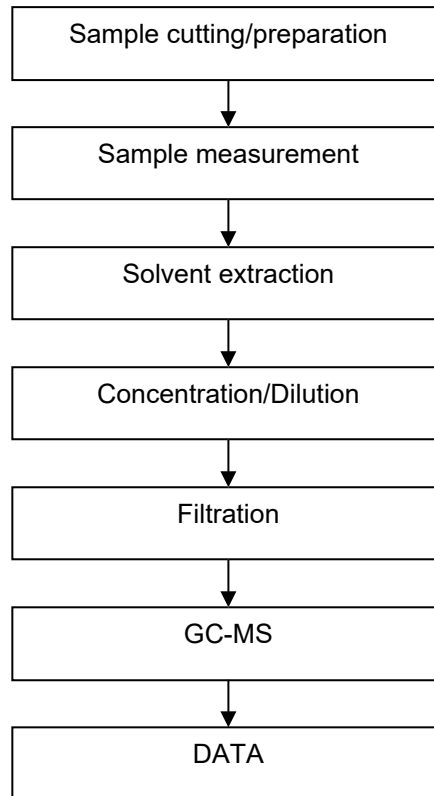 Sample cutting/preparation
Sample measurement
Solvent extraction
Concentration/Dilution
Filtration
GC-MS
DATA